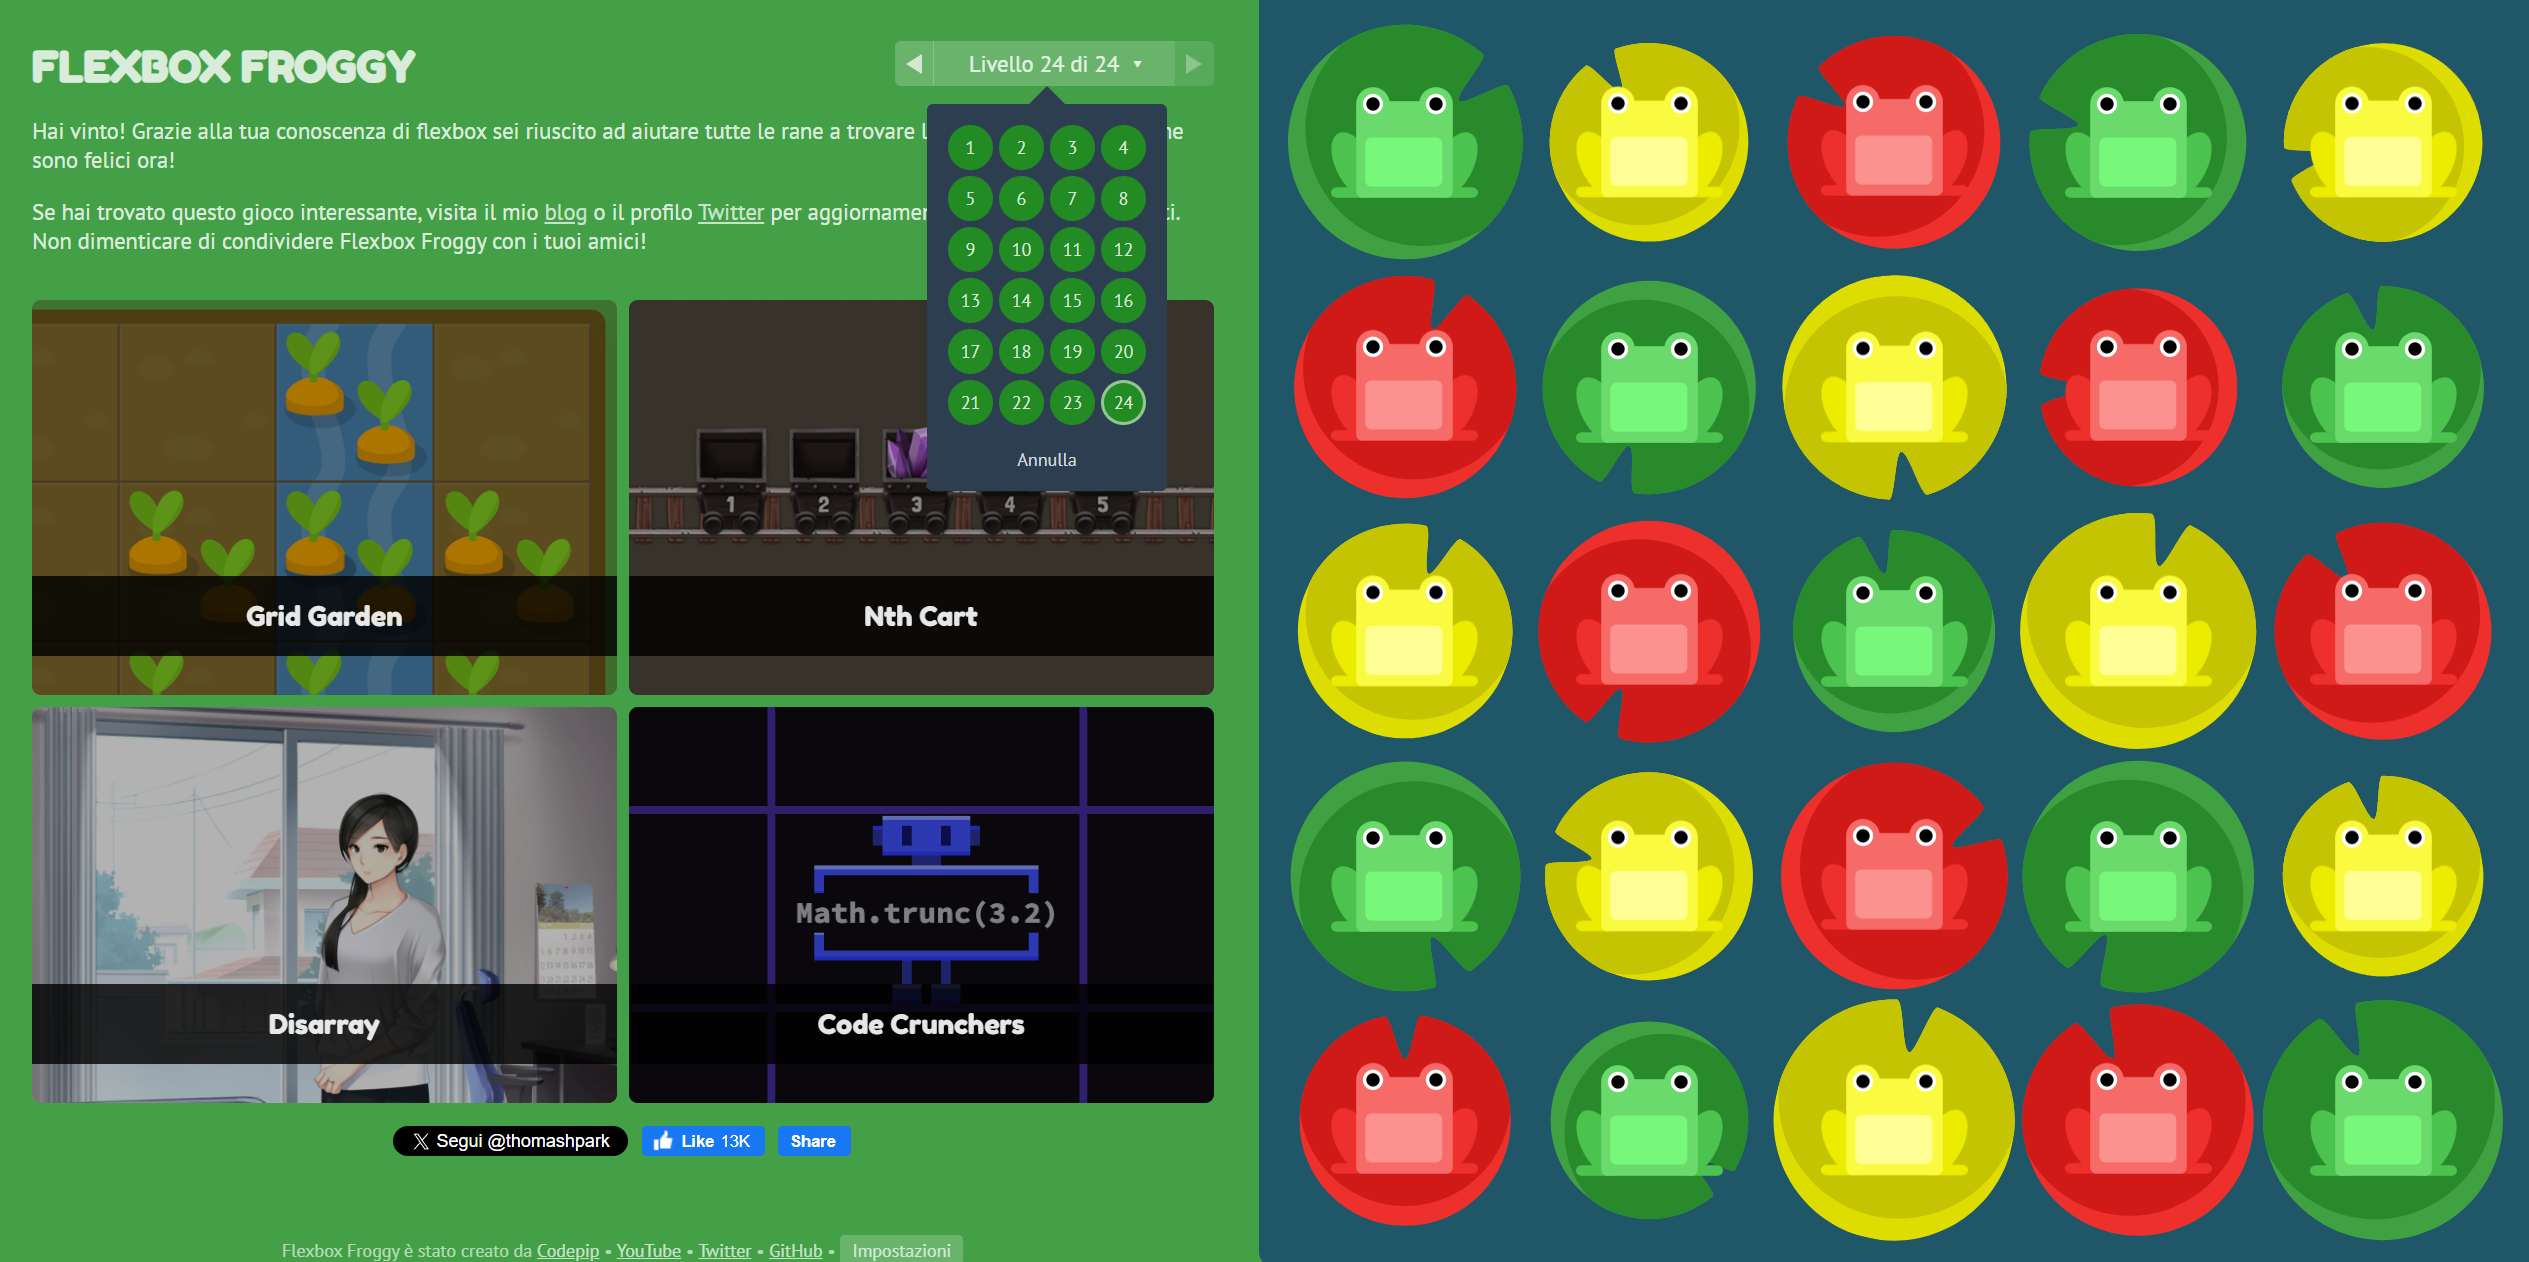 FLEXBOX FROGGY
Livello 24 di 24
Hai vinto! Grazie alla tua conoscenza di flexbox sei riuscito ad aiutare tutte le rane a trovare
sono felici ora!
Se hai trovato questo gioco interessante, visita il mio blog o il profilo Twitter per
Non dimenticare di condividere Flexbox Froggy con i tuoi amici!
1 2 3 4
5 6 7 8
9 10 11 12
13 14 15 16
17 18 19 20
21 22 23 24
Annulla
1 2 3 4 5
Grid Garden
Nth Cart
Math.trunc(3.2)
Disarray
Code Crunchers
Segui @thomashpark
Like 13K
Share
Flexbox Froggy è stato creato da Codepip • YouTube • Twitter • GitHub • Impostazioni